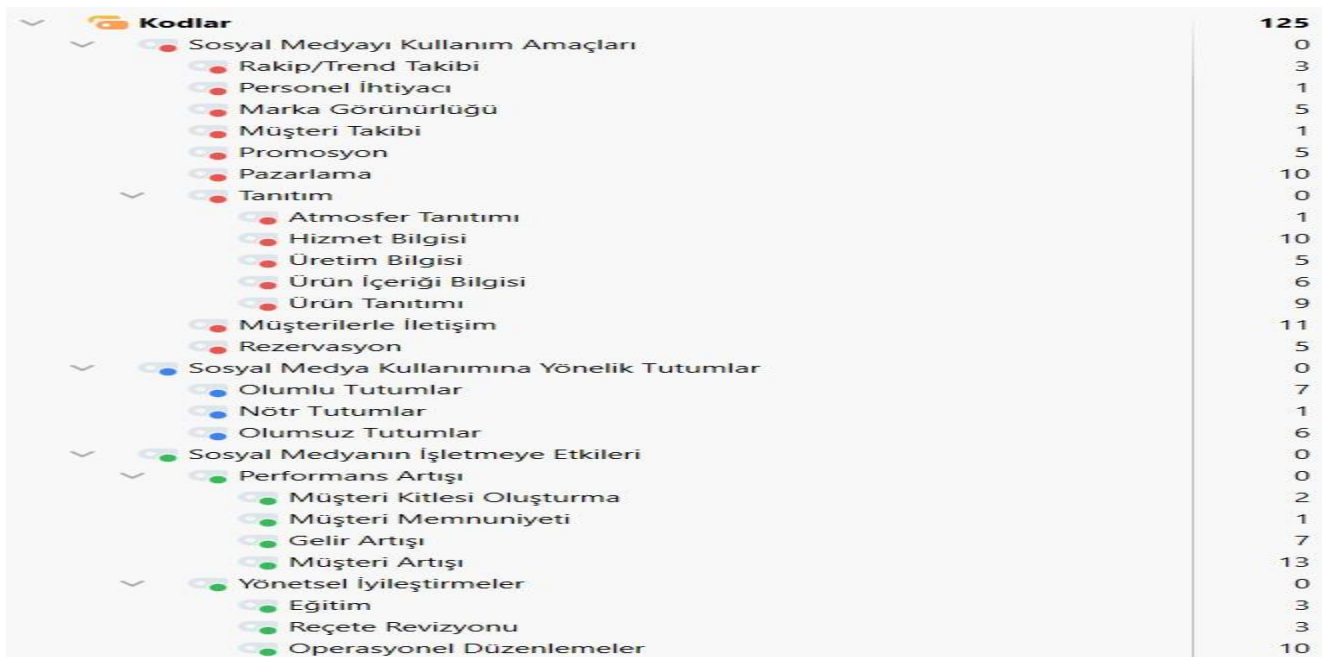 Kodlar 125
Sosyal Medyayı Kullanım Amaçları 0
Rakip/Trend Takibi 3
Personel İhtiyacı 1
Marka Görünürlüğü 5
Müşteri Takibi 1
Promosyon 5
Pazarlama 10
Tanıtım 0
Atmosfer Tanıtımı 1
Hizmet Bilgisi 10
Üretim Bilgisi 5
Ürün İçeriği Bilgisi 6
Ürün Tanıtımı 9
Müşterilerle İletişim 11
Rezervasyon 5
Sosyal Medya Kullanımına Yönelik Tutumlar 0
Olumlu Tutumlar 7
Nötr Tutumlar 1
Olumsuz Tutumlar 6
Sosyal Medyanın İşletmeye Etkileri 0
Performans Artışı 0
Müşteri Kitlesi Oluşturma 2
Müşteri Memnuniyeti 1
Gelir Artışı 7
Müşteri Artışı 13
Yönetsel İyileştirmeler 0
Eğitim 3
Reçete Revizyonu 3
Operasyonel Düzenlemeler 10